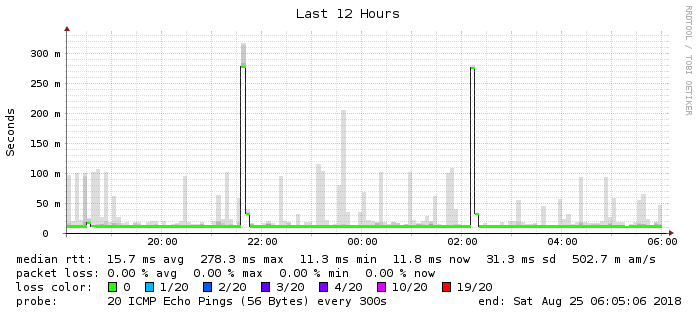 Last 12 Hours
RRDTOOL / TOBI OETIKER
Seconds
300 m
250 m
200 m
150 m
100 m
50 m
0
20:00 22:00 00:00 02:00 04:00 06:00
median rtt: 15.7 ms avg 278.3 ms max 11.3 ms min 11.8 ms now 31.3 ms sd 502.7 m am/s
packet loss: 0.00 % avg 0.00 % max 0.00 % min 0.00 % now
loss color: 0 1/20 2/20 3/20 4/20 10/20 19/20
probe: 20 ICMP Echo Pings (56 Bytes) every 300s end: Sat Aug 25 06:05:06 2018